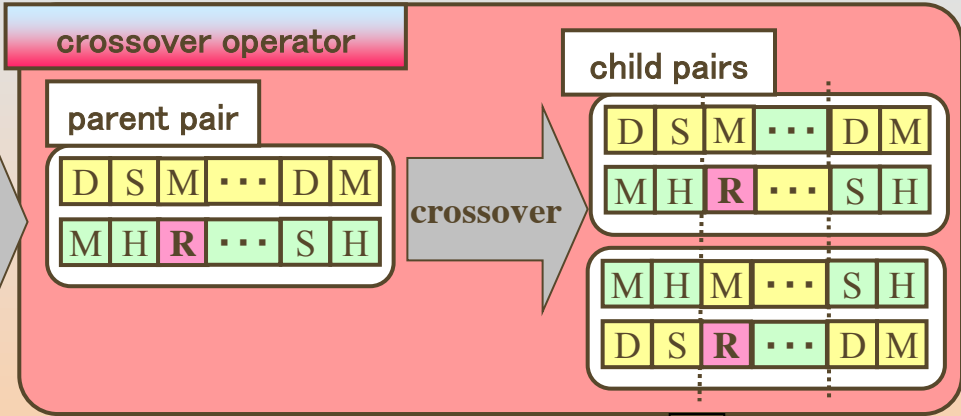 crossover operator
parent pair
D S M ··· D M
M H R ··· S H
crossover
child pairs
D S M ··· D M
M H R ··· S H
M H M ··· S H
D S R ··· D M